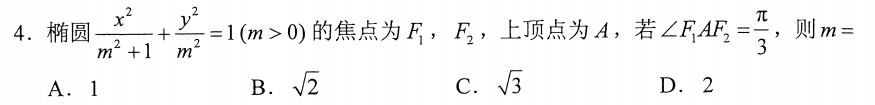 4. 椭圆 $\frac{x^2}{m^2+1}+\frac{y^2}{m^2}=1(m>0)$ 的焦点为 $F_1$，$F_2$，上顶点为 $A$，若 $\angle F_1AF_2=\frac{\pi}{3}$，则 $m=$
A. 1 B. $\sqrt{2}$ C. $\sqrt{3}$ D. 2